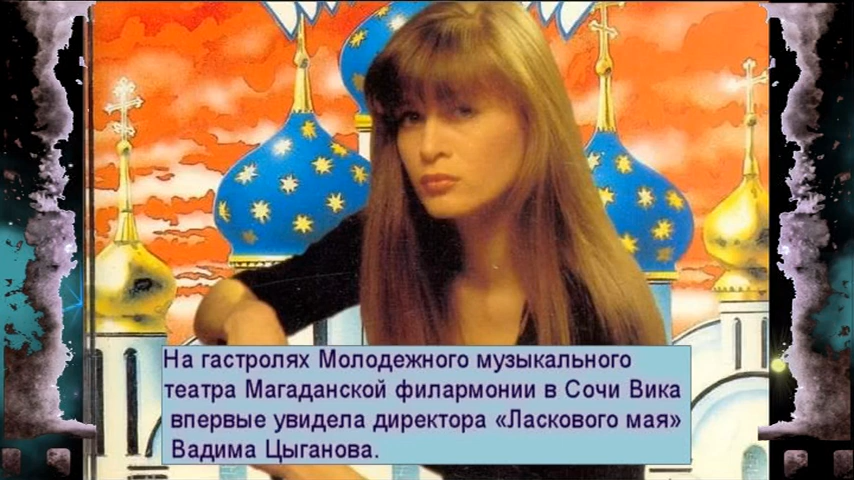 На гастролях Молодежного музыкального
театра Магаданской филармонии в Сочи Вика
впервые увидела директора «Ласкового мая»
Вадима Цыганова.